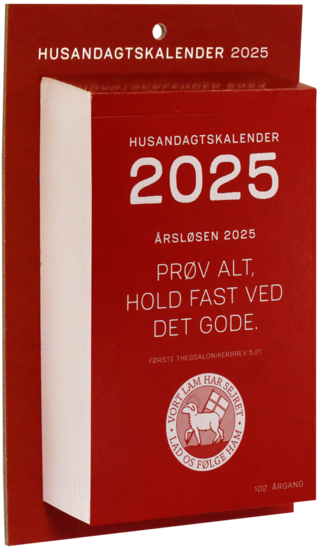 HUSANDAGTSKALENDER 2025
HUSANDAGTSKALENDER
2025
ÅRSLØSEN 2025
PRØV ALT,
HOLD FAST VED
DET GODE.
FØRSTE THESSALONIKERBREV 5.21
VORT LAM HAR SEJRET
LAD OS FØLGE HAM
102. ÅRGANG